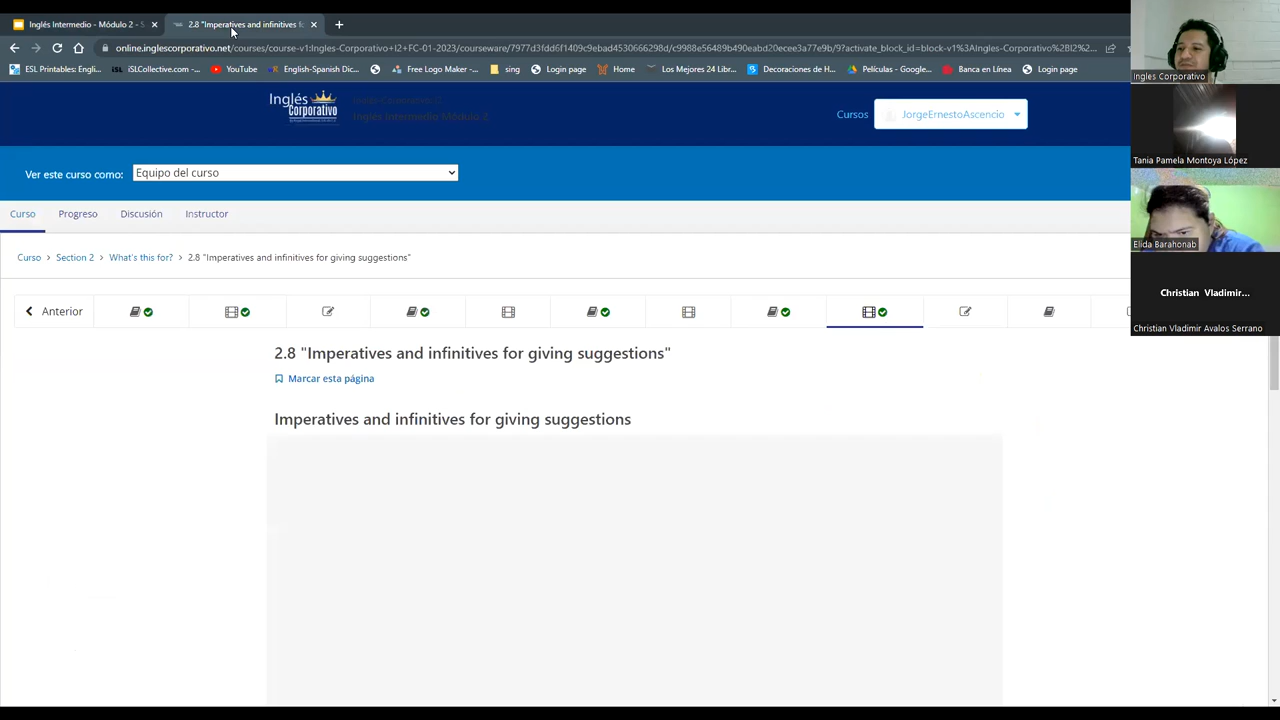 Inglés Intermedio - Módulo 2 - S
2.8 "Imperatives and infinitives fo
online.inglescorporativo.net/courses/course-v1:Ingles-Corporativo+I2+FC-01-2023/courseware/7977d3fdd6f1409c9ebad4530666298d/c9988e56489b490eabd20ecee3a77e9b/9?activate_block_id=block-v1%3AIngles-Corporativo%2BI2%...
ESL Printables: Engli...
iSLCollective.com -...
YouTube
English-Spanish Dic...
Free Logo Maker -...
sing
Login page
Home
Los Mejores 24 Libr...
Decoraciones de H...
Películas - Google...
Banca en Línea
Login page
Inglés
Corporativo
Inglés Intermedio Módulo 2
Cursos
JorgeErnestoAscencio
Ver este curso como:
Equipo del curso
Curso
Progreso
Discusión
Instructor
Curso > Section 2 > What's this for? > 2.8 "Imperatives and infinitives for giving suggestions"
Anterior
2.8 "Imperatives and infinitives for giving suggestions"
Marcar esta página
Imperatives and infinitives for giving suggestions
Ingles Corporativo
Tania Pamela Montoya López
Elida Barahonab
Christian Vladimir...
Christian Vladimir Avalos Serrano